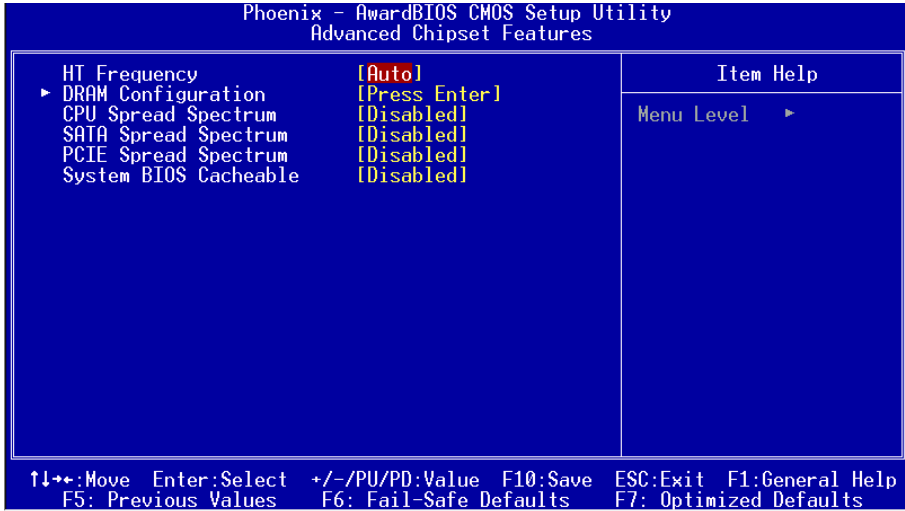 Phoenix - AwardBIOS CMOS Setup Utility
Advanced Chipset Features
HT Frequency [Auto]
► DRAM Configuration [Press Enter]
CPU Spread Spectrum [Disabled]
SATA Spread Spectrum [Disabled]
PCIE Spread Spectrum [Disabled]
System BIOS Cacheable [Disabled]
Item Help
Menu Level ►
↑↓→←:Move Enter:Select +/-/PU/PD:Value F10:Save ESC:Exit F1:General Help
F5: Previous Values F6: Fail-Safe Defaults F7: Optimized Defaults